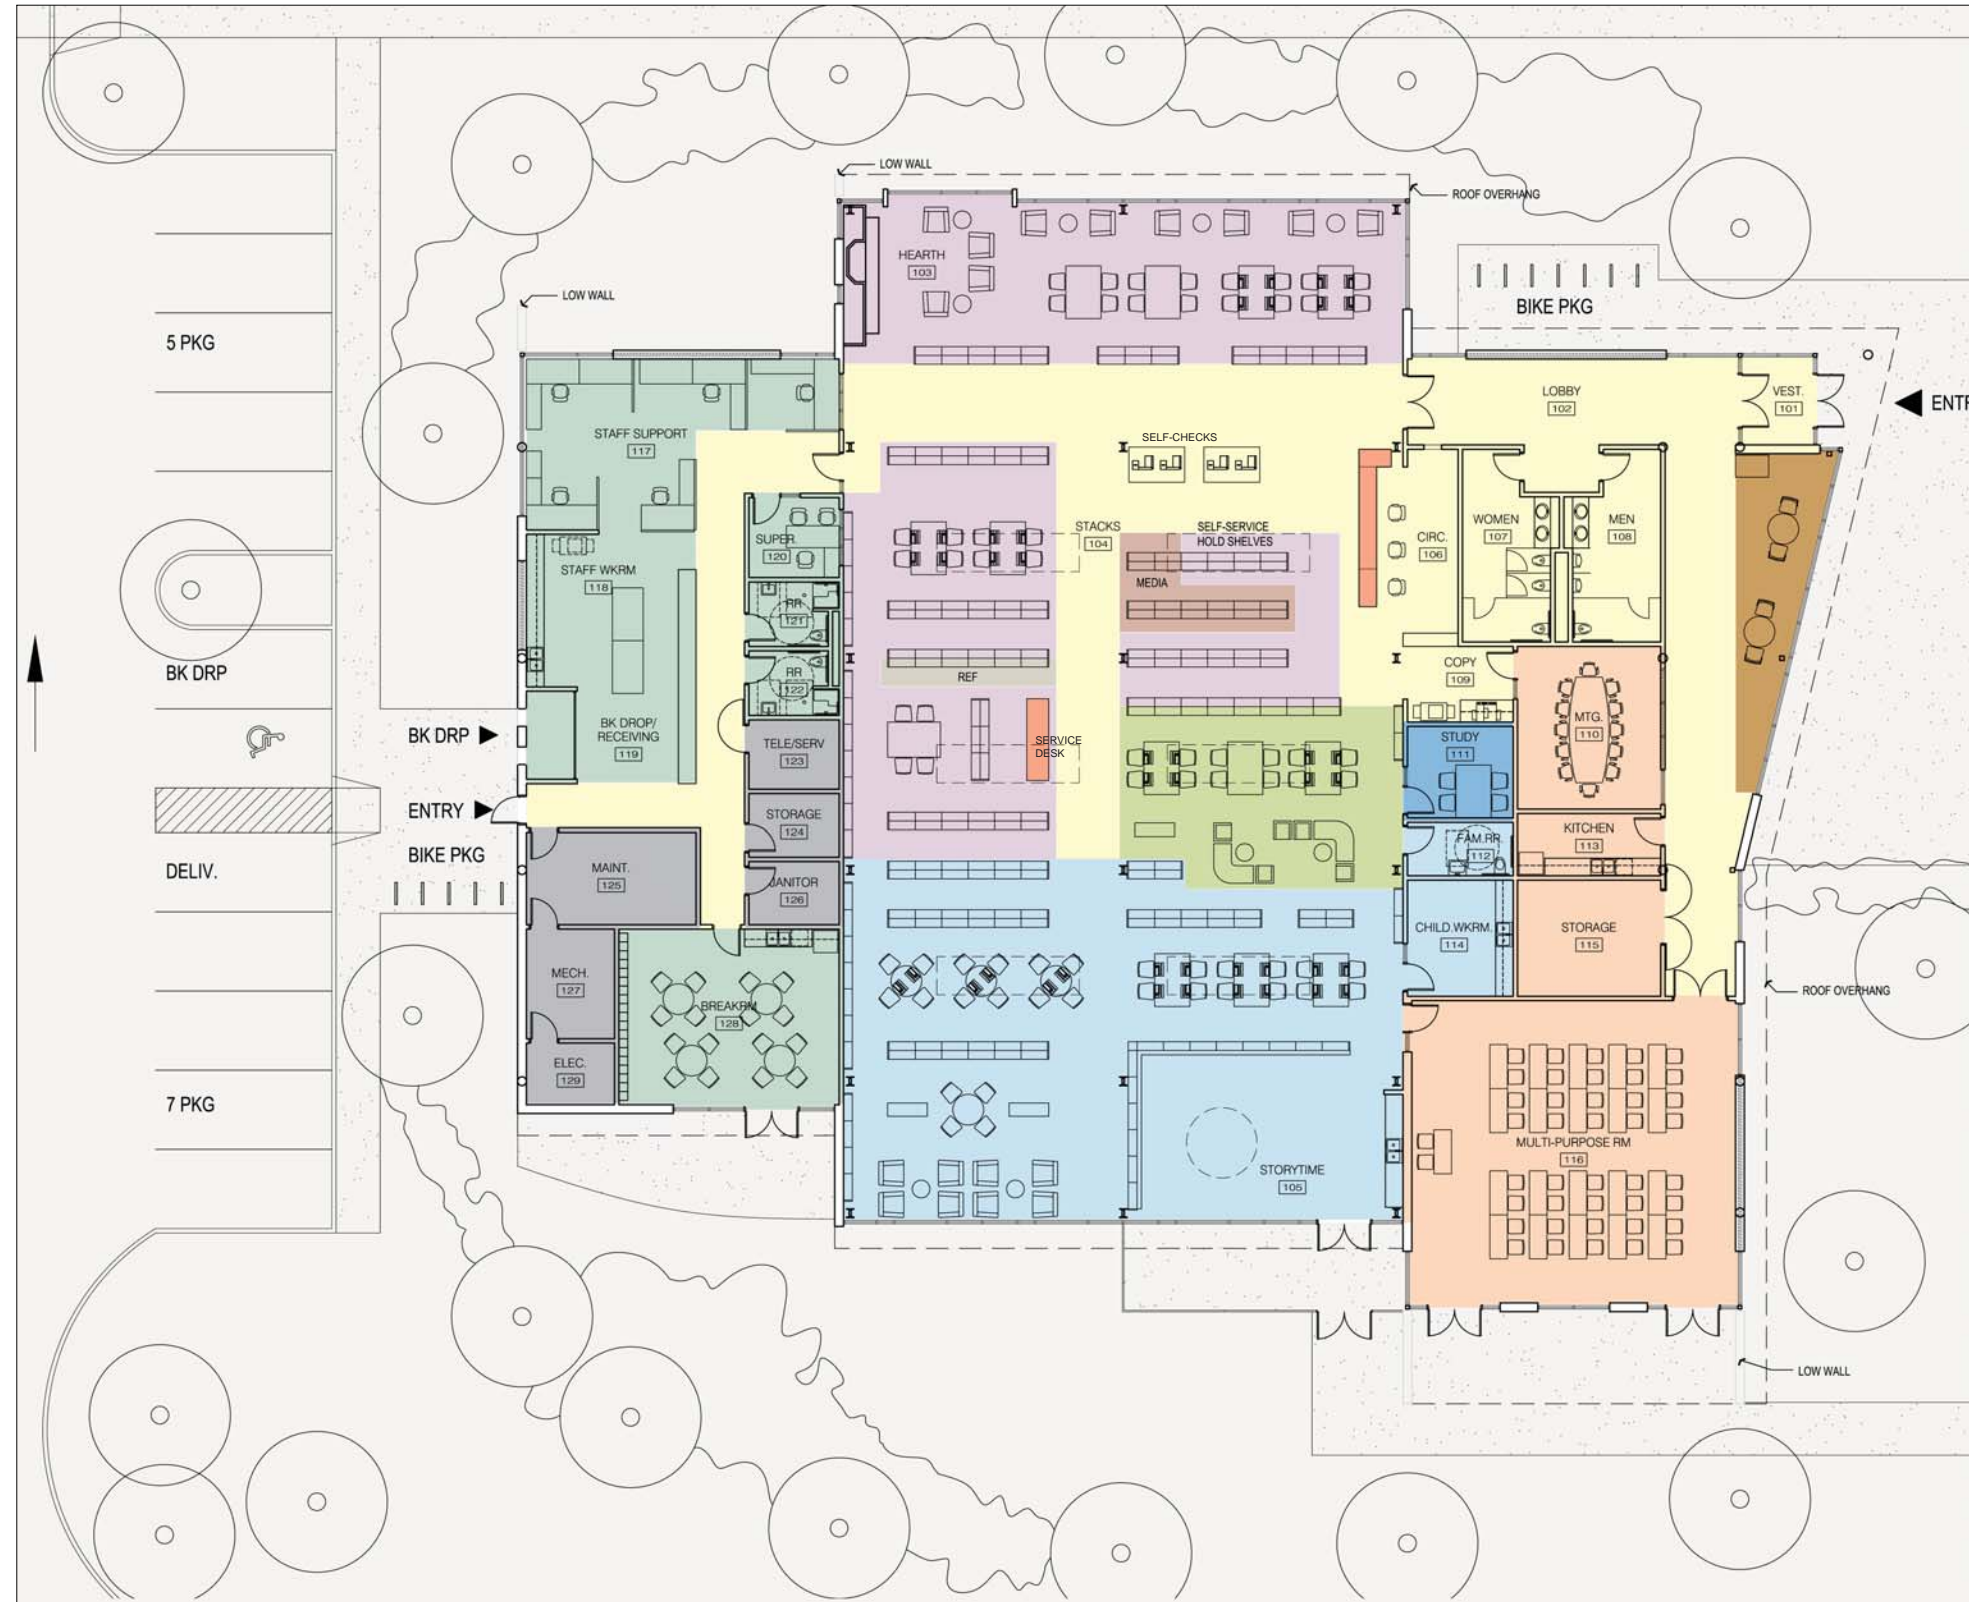 LOW WALL
ROOF OVERHANG
HEARTH
103
LOW WALL
BIKE PKG
5 PKG
LOBBY
102
VEST.
101
STAFF SUPPORT
117
SELF-CHECKS
STACKS
104
SELF-SERVICE
HOLD SHELVES
WOMEN
107
MEN
108
CIRC.
106
SUPER.
120
STAFF WKRM
118
MEDIA
RR
121
COPY
109
BK DRP
REF
RR
122
BK DROP/
RECEIVING
119
MTG.
110
BK DRP
TELE/SERV
123
SERVICE
DESK
STUDY
111
ENTRY
STORAGE
124
KITCHEN
113
BIKE PKG
FAM.RR.
112
DELIV.
MAINT.
125
JANITOR
126
CHILD.WKRM.
114
STORAGE
115
MECH.
127
BREAKRM
128
ROOF OVERHANG
ELEC.
129
7 PKG
MULTI-PURPOSE RM
116
STORYTIME
105
LOW WALL